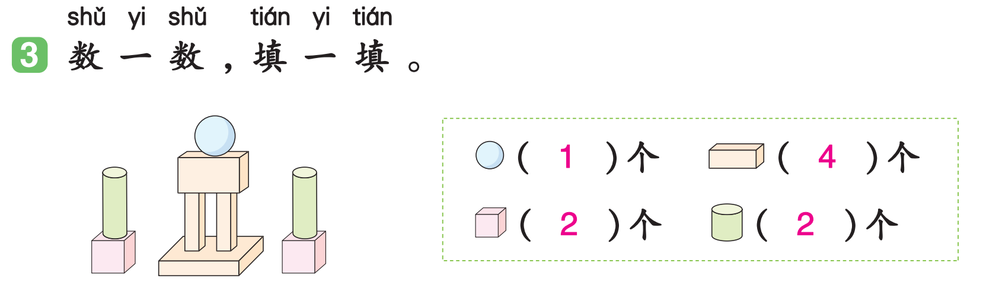 shǔ yi shǔ tián yi tián
3 数一数，填一填。
( 1 )个 ( 4 )个
( 2 )个 ( 2 )个